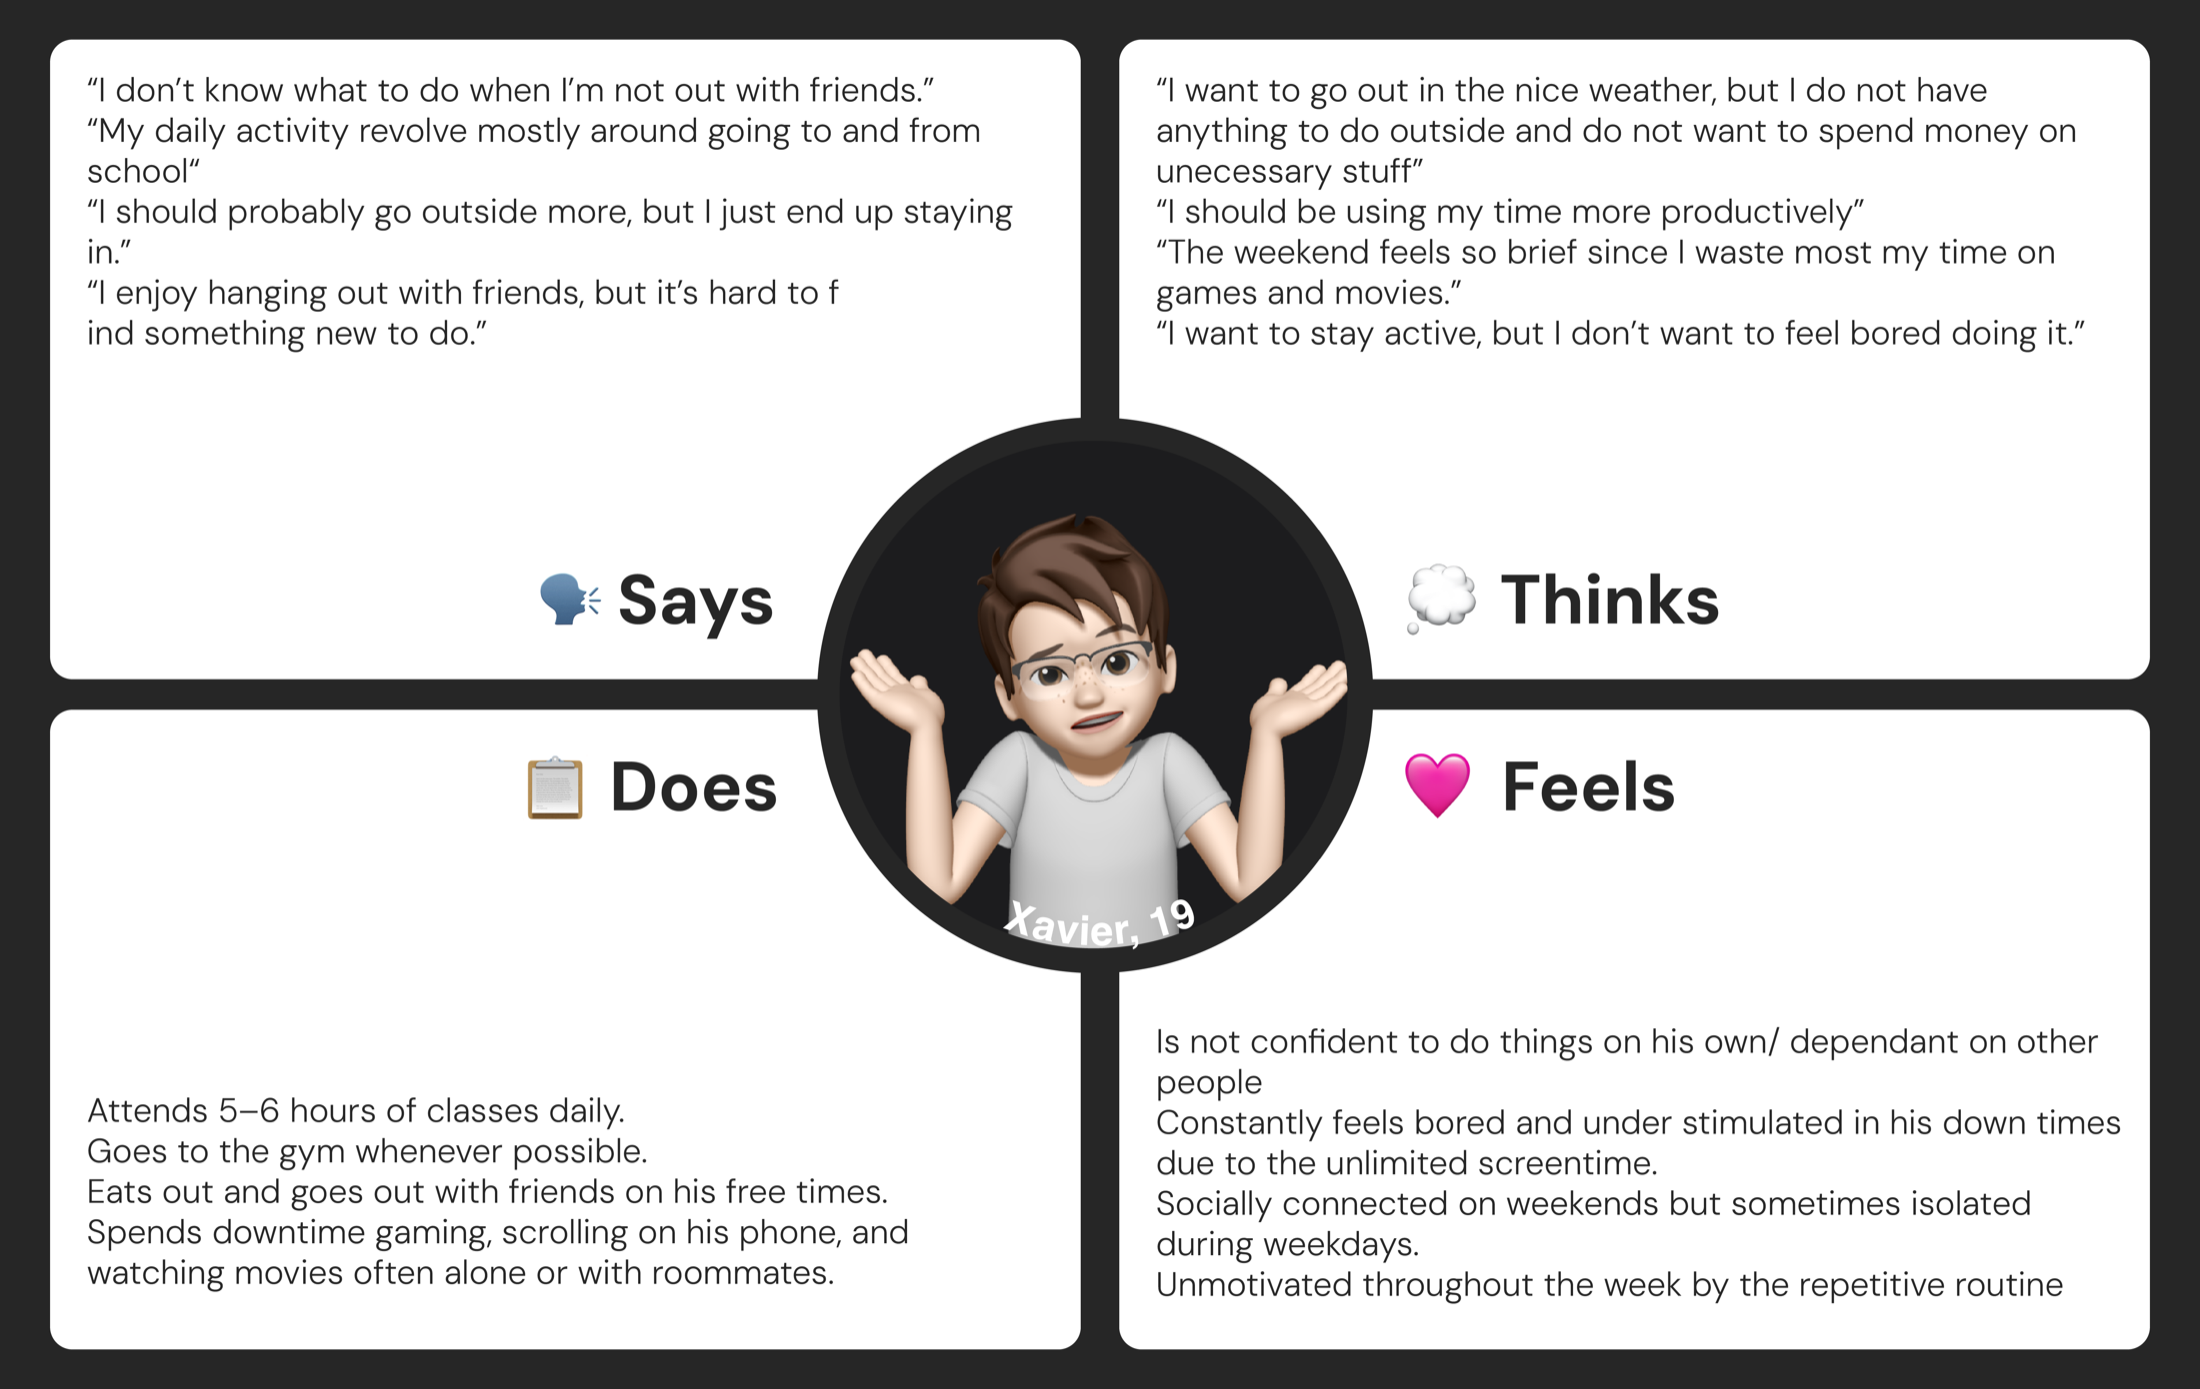 “I don’t know what to do when I’m not out with friends.”
“My daily activity revolve mostly around going to and from
school“
“I should probably go outside more, but I just end up staying
in.”
“I enjoy hanging out with friends, but it’s hard to f
ind something new to do.”
Says
“I want to go out in the nice weather, but I do not have
anything to do outside and do not want to spend money on
unecessary stuff”
“I should be using my time more productively”
“The weekend feels so brief since I waste most my time on
games and movies.”
“I want to stay active, but I don’t want to feel bored doing it.”
Thinks
Xavier, 19
Does
Attends 5–6 hours of classes daily.
Goes to the gym whenever possible.
Eats out and goes out with friends on his free times.
Spends downtime gaming, scrolling on his phone, and
watching movies often alone or with roommates.
Feels
Is not confident to do things on his own/ dependant on other
people
Constantly feels bored and under stimulated in his down times
due to the unlimited screentime.
Socially connected on weekends but sometimes isolated
during weekdays.
Unmotivated throughout the week by the repetitive routine